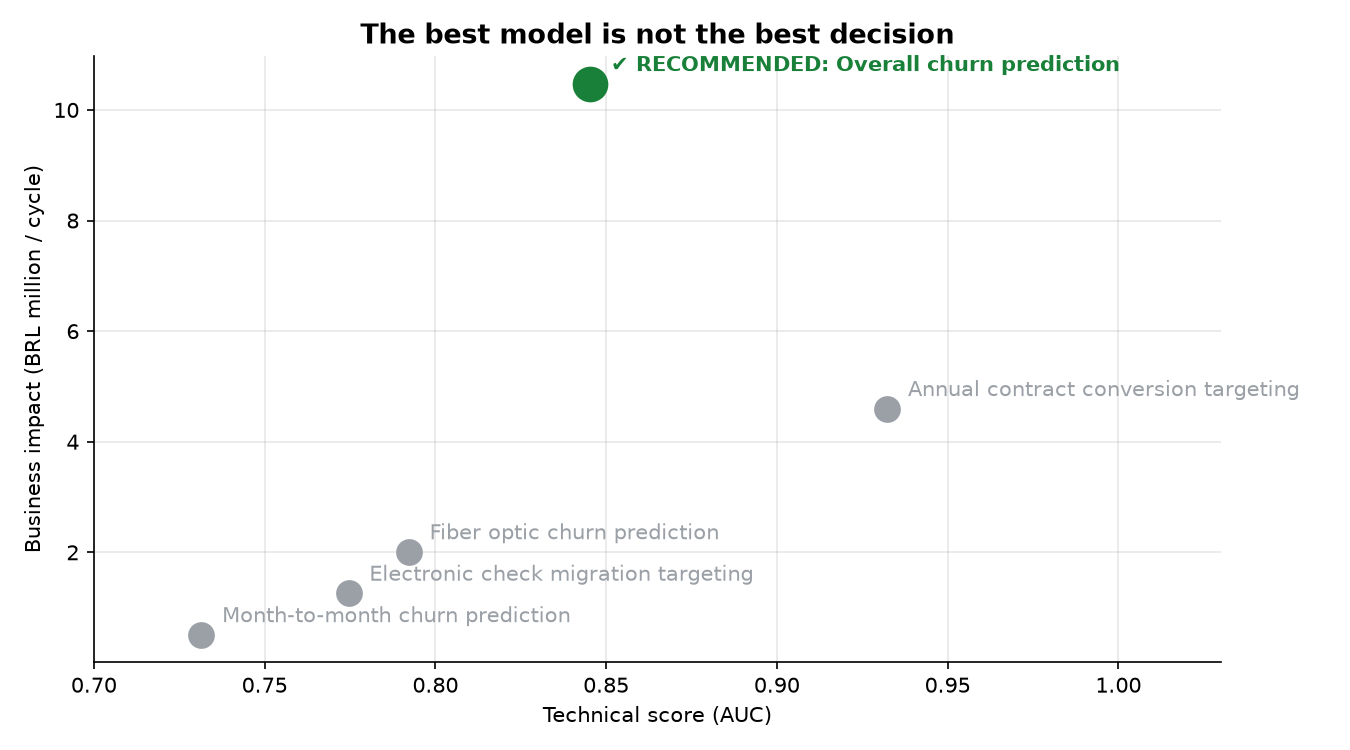 The best model is not the best decision
✔ RECOMMENDED: Overall churn prediction
10
8
6
4
2
Business impact (BRL million / cycle)
Annual contract conversion targeting
Fiber optic churn prediction
Electronic check migration targeting
Month-to-month churn prediction
0.70 0.75 0.80 0.85 0.90 0.95 1.00
Technical score (AUC)